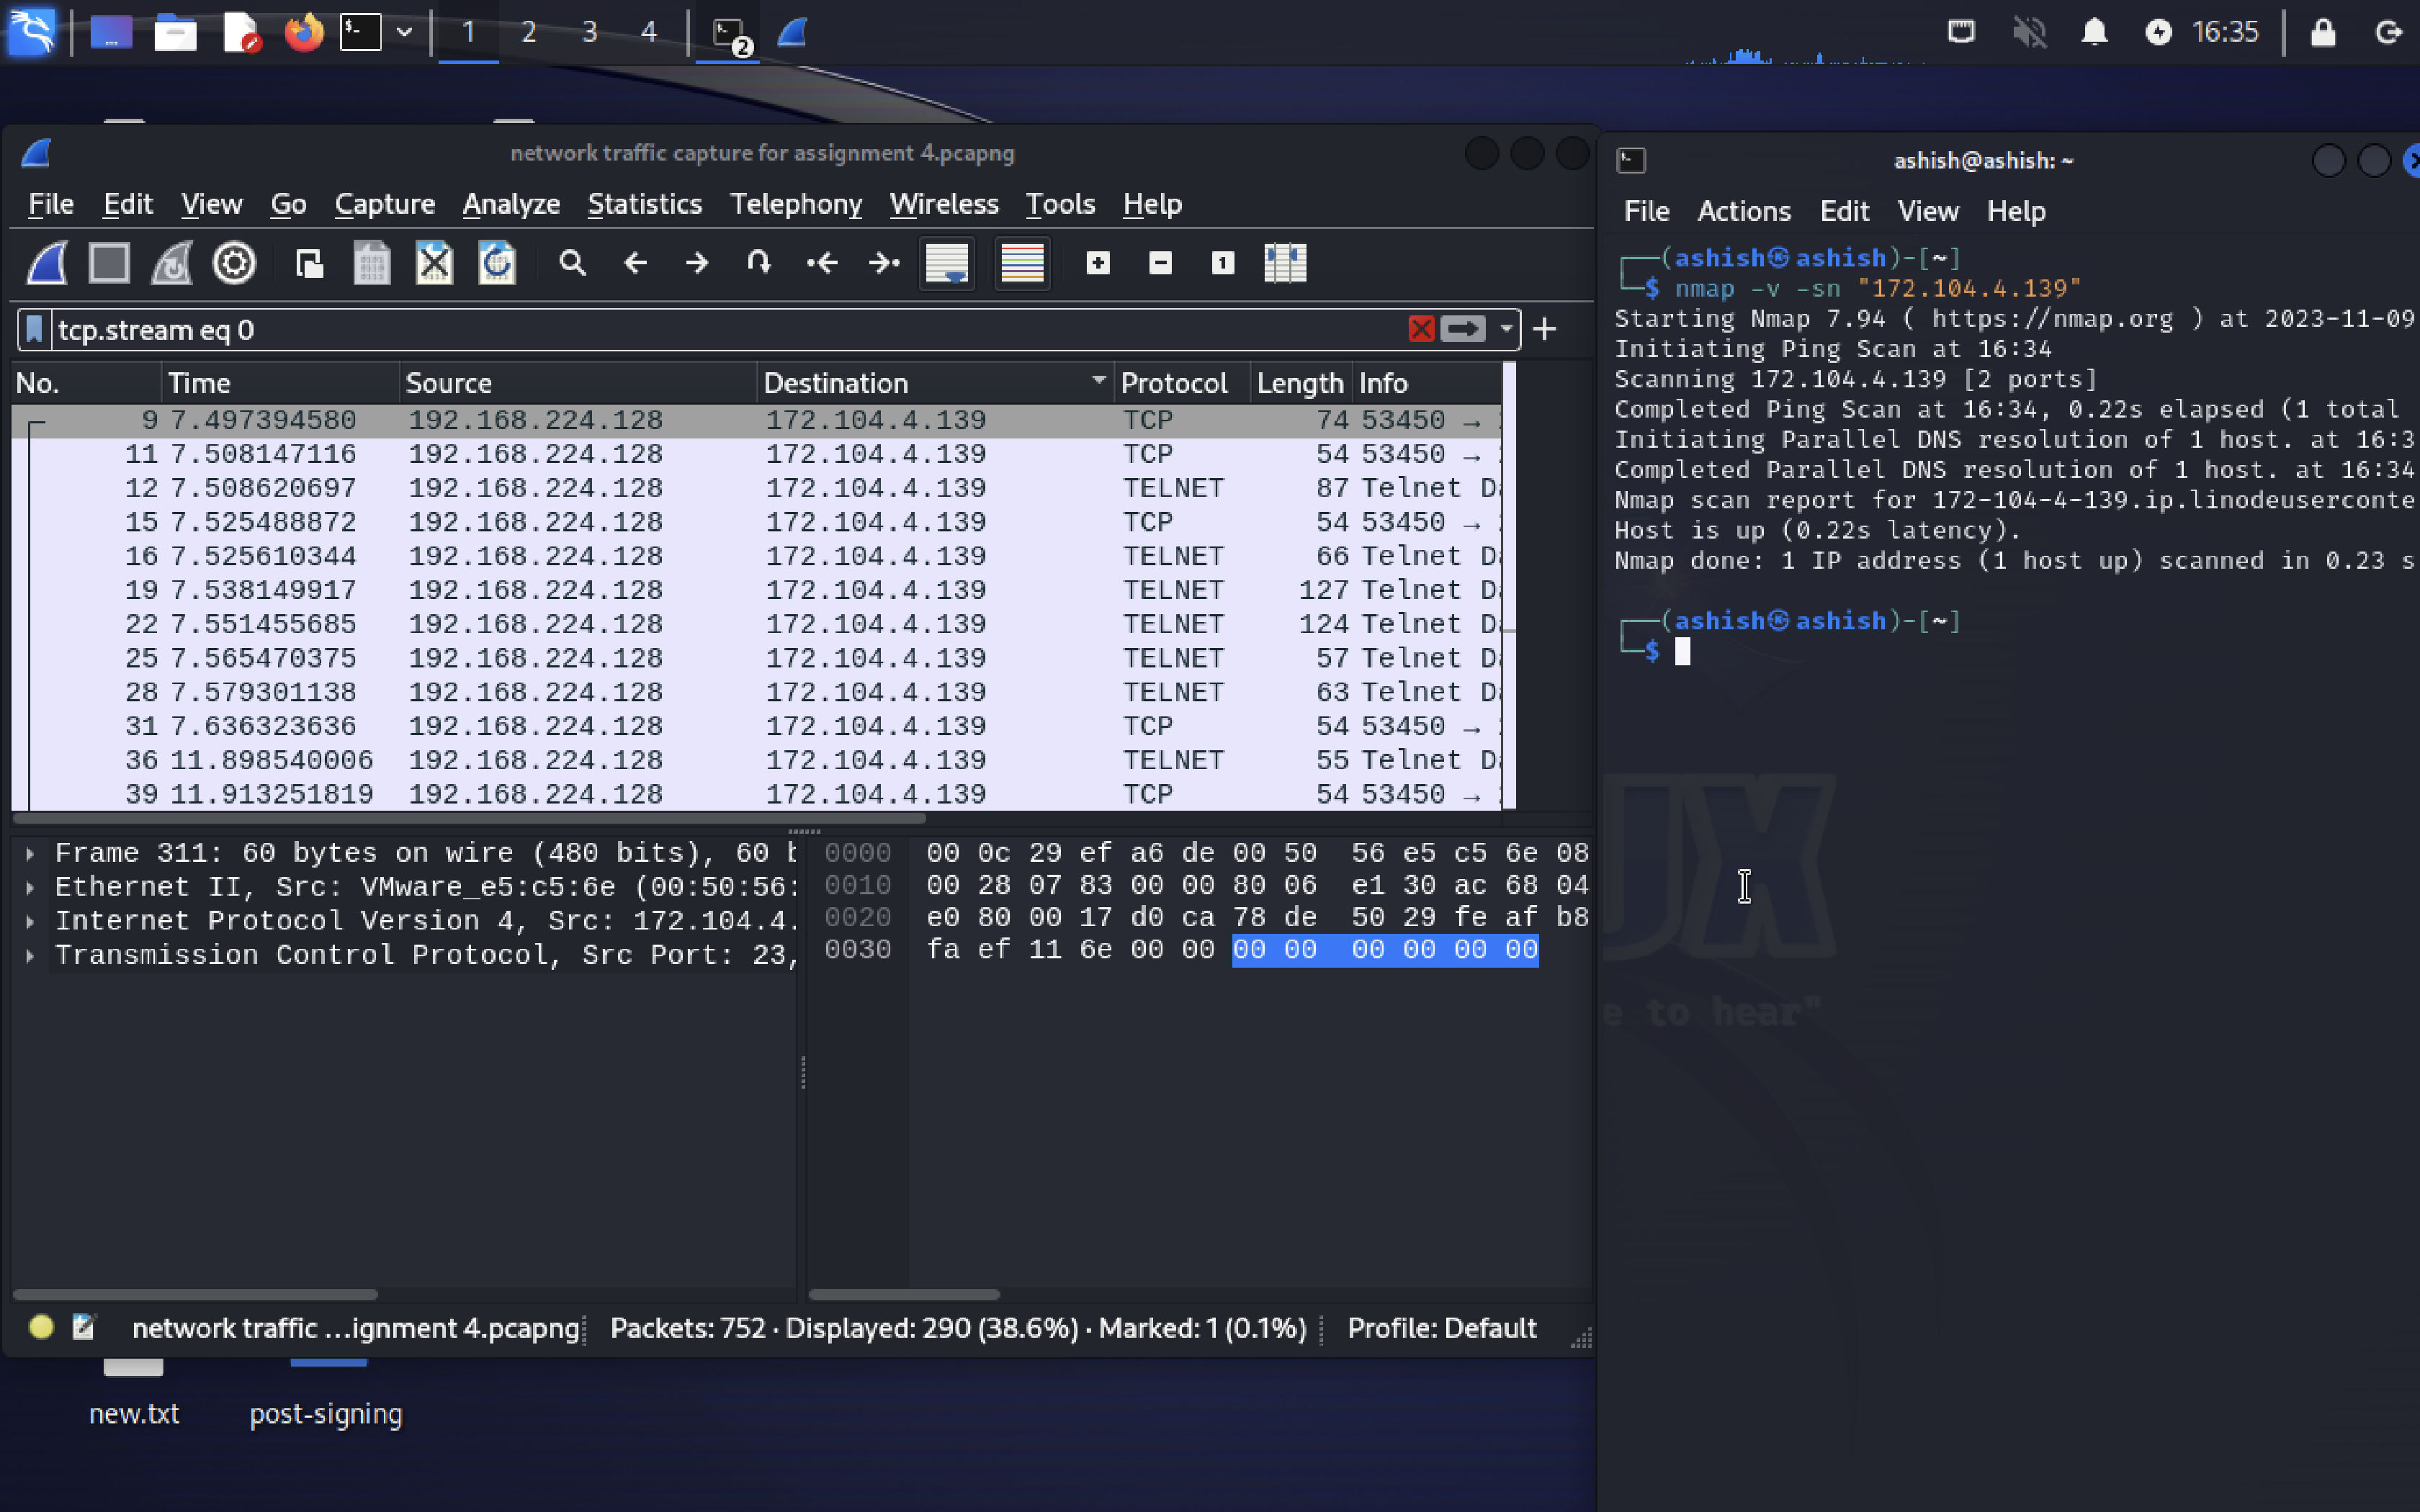 1 2 3 4 2 16:35
network traffic capture for assignment 4.pcapng
File Edit View Go Capture Analyze Statistics Telephony Wireless Tools Help
tcp.stream eq 0
No. Time Source Destination Protocol Length Info
9 7.497394580 192.168.224.128 172.104.4.139 TCP 74 53450 →
11 7.508147116 192.168.224.128 172.104.4.139 TCP 54 53450 →
12 7.508620697 192.168.224.128 172.104.4.139 TELNET 87 Telnet
15 7.525488872 192.168.224.128 172.104.4.139 TCP 54 53450 →
16 7.525610344 192.168.224.128 172.104.4.139 TELNET 66 Telnet
19 7.538149917 192.168.224.128 172.104.4.139 TELNET 127 Telnet
22 7.551455685 192.168.224.128 172.104.4.139 TELNET 124 Telnet
25 7.565470375 192.168.224.128 172.104.4.139 TELNET 57 Telnet
28 7.579301138 192.168.224.128 172.104.4.139 TELNET 63 Telnet
31 7.636323636 192.168.224.128 172.104.4.139 TCP 54 53450 →
36 11.898540006 192.168.224.128 172.104.4.139 TELNET 55 Telnet
39 11.913251819 192.168.224.128 172.104.4.139 TCP 54 53450 →
Frame 311: 60 bytes on wire (480 bits), 60
Ethernet II, Src: VMware_e5:c5:6e (00:50:56:
Internet Protocol Version 4, Src: 172.104.4.
Transmission Control Protocol, Src Port: 23,
0000 00 0c 29 ef a6 de 00 50 56 e5 c5 6e 08
0010 00 28 07 83 00 00 80 06 e1 30 ac 68 04
0020 e0 80 00 17 d0 ca 78 de 50 29 fe af b8
0030 fa ef 11 6e 00 00 00 00 00 00 00 00
network traffic …ignment 4.pcapng Packets: 752 · Displayed: 290 (38.6%) · Marked: 1 (0.1%) Profile: Default
new.txt post-signing
ashish@ashish: ~
File Actions Edit View Help
(ashish㉿ashish)-[~]
$ nmap -v -sn "172.104.4.139"
Starting Nmap 7.94 ( https://nmap.org ) at 2023-11-09
Initiating Ping Scan at 16:34
Scanning 172.104.4.139 [2 ports]
Completed Ping Scan at 16:34, 0.22s elapsed (1 total
Initiating Parallel DNS resolution of 1 host. at 16:3
Completed Parallel DNS resolution of 1 host. at 16:34
Nmap scan report for 172-104-4-139.ip.linodeuserconte
Host is up (0.22s latency).
Nmap done: 1 IP address (1 host up) scanned in 0.23 s
(ashish㉿ashish)-[~]
$
UX
e to hear"